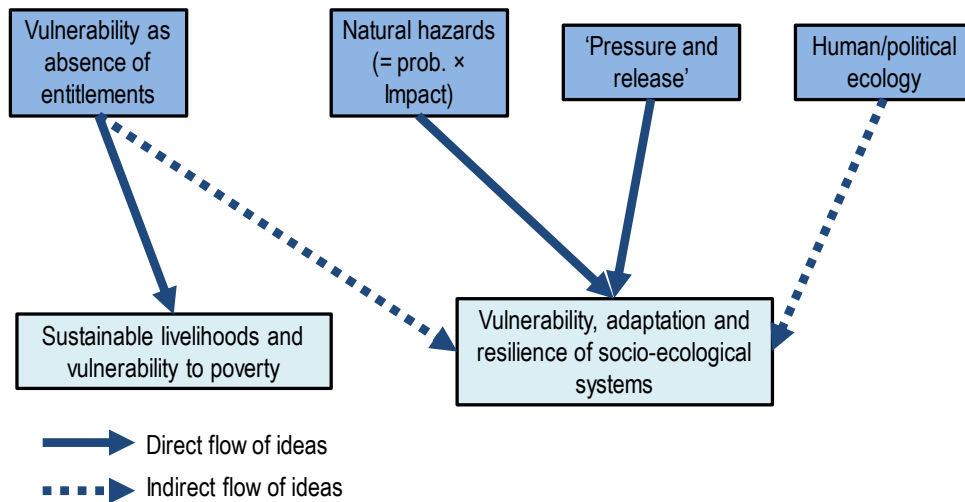 Vulnerability as
absence of
entitlements
Natural hazards
(= prob. ×
Impact)
‘Pressure and
release’
Human/political
ecology
Sustainable livelihoods and
vulnerability to poverty
Vulnerability, adaptation and
resilience of socio-ecological
systems
Direct flow of ideas
Indirect flow of ideas